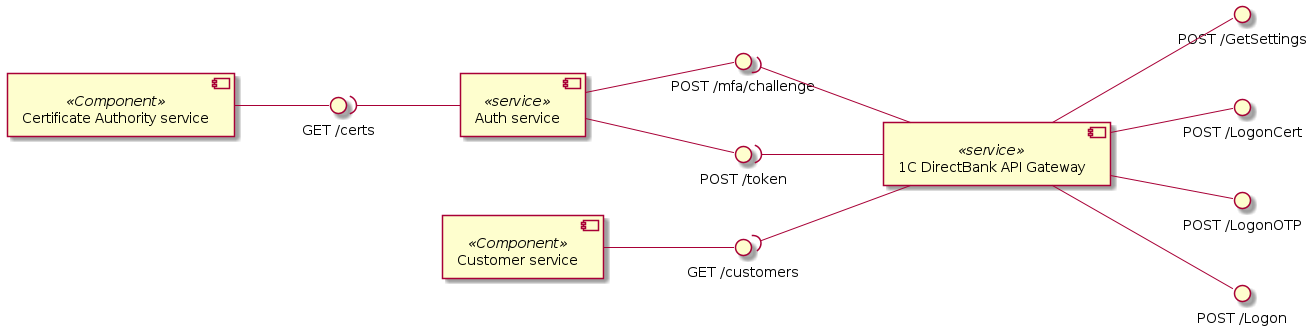 «Component»
Certificate Authority service
GET /certs
«service»
Auth service
POST /mfa/challenge
POST /token
«Component»
Customer service
GET /customers
«service»
1C DirectBank API Gateway
POST /GetSettings
POST /LogonCert
POST /LogonOTP
POST /Logon